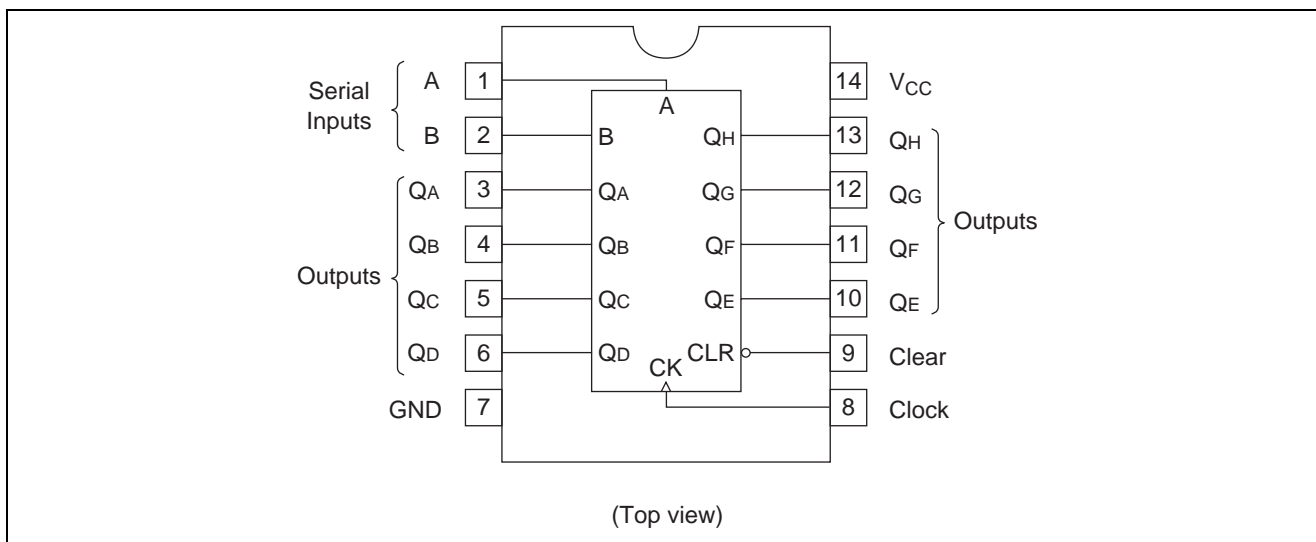 A 1 A 14 VCC
Serial Inputs
B 2 B QH 13 QH
QA 3 QA QG 12 QG
Outputs
QB 4 QB QF 11 QF
Outputs
QC 5 QC QE 10 QE
QD 6 QD CLR 9 Clear
CK
GND 7 8 Clock
(Top view)